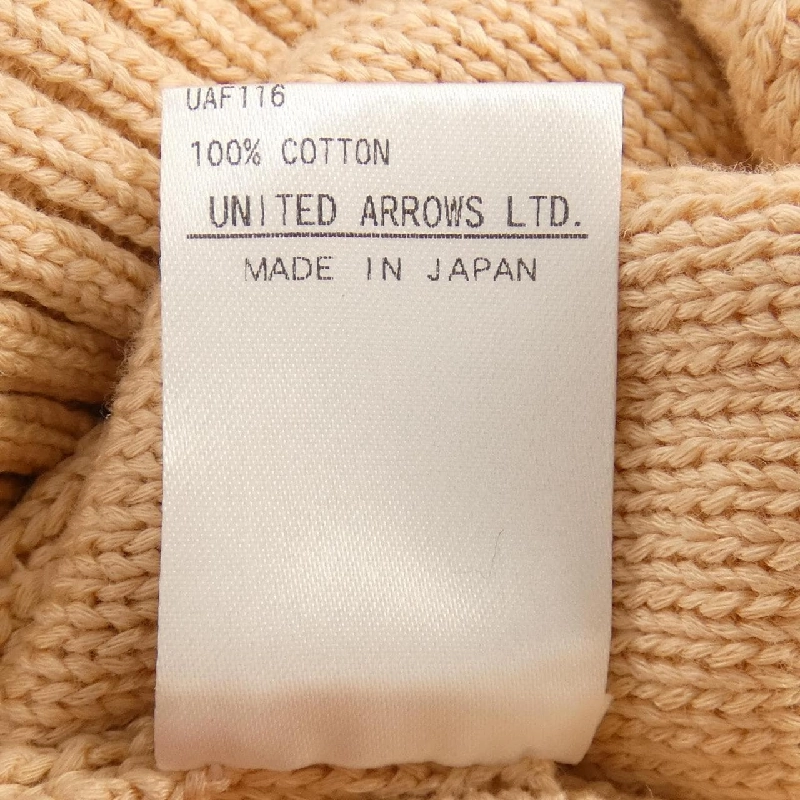 UAF116
100% COTTON
UNITED ARROWS LTD.
MADE IN JAPAN